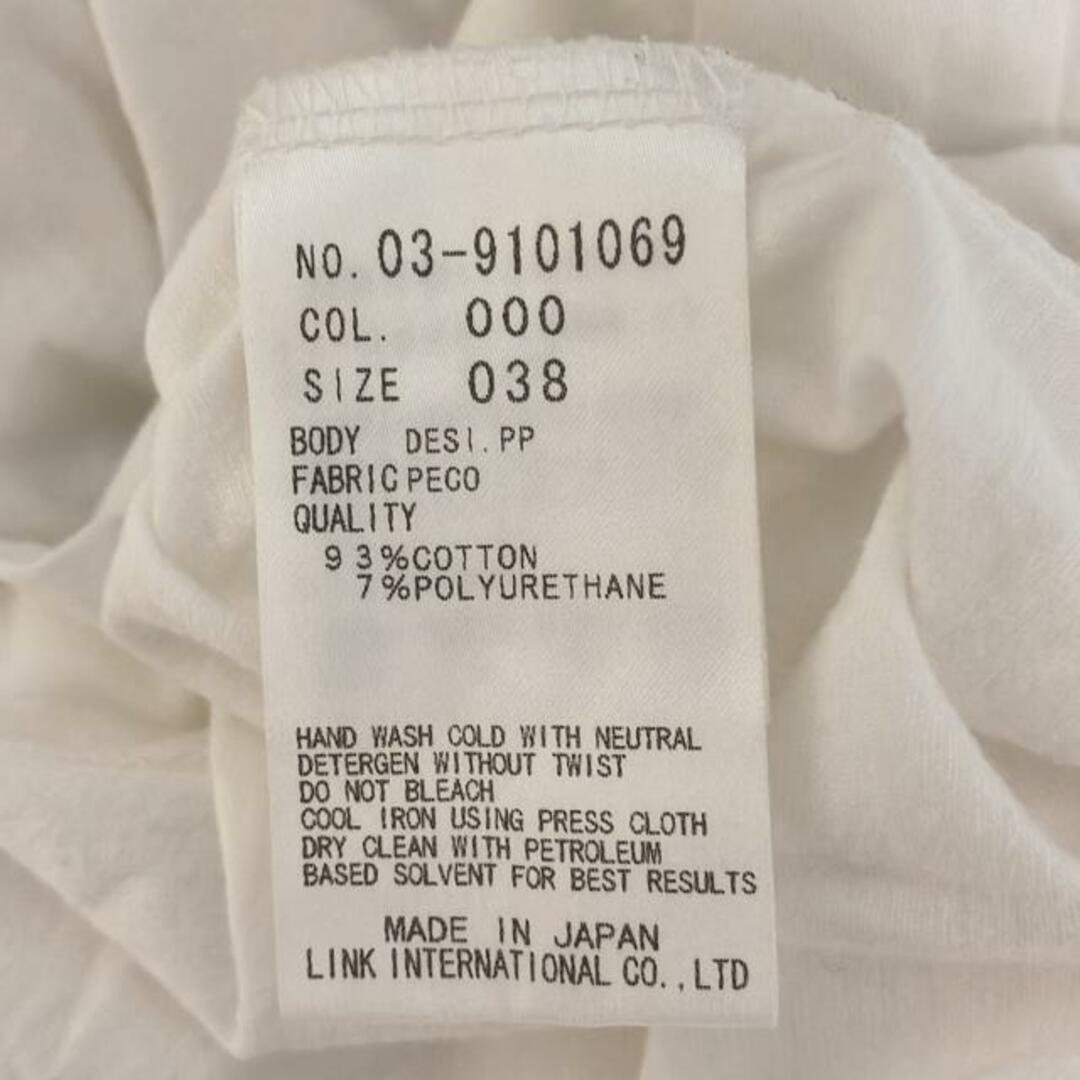 NO. 03-9101069
COL. 000
SIZE 038
BODY DESI.PP
FABRIC PECO
QUALITY
93%COTTON
7%POLYURETHANE
HAND WASH COLD WITH NEUTRAL
DETERGEN WITHOUT TWIST
DO NOT BLEACH
COOL IRON USING PRESS CLOTH
DRY CLEAN WITH PETROLEUM
BASED SOLVENT FOR BEST RESULTS
MADE IN JAPAN
LINK INTERNATIONAL CO.,LTD